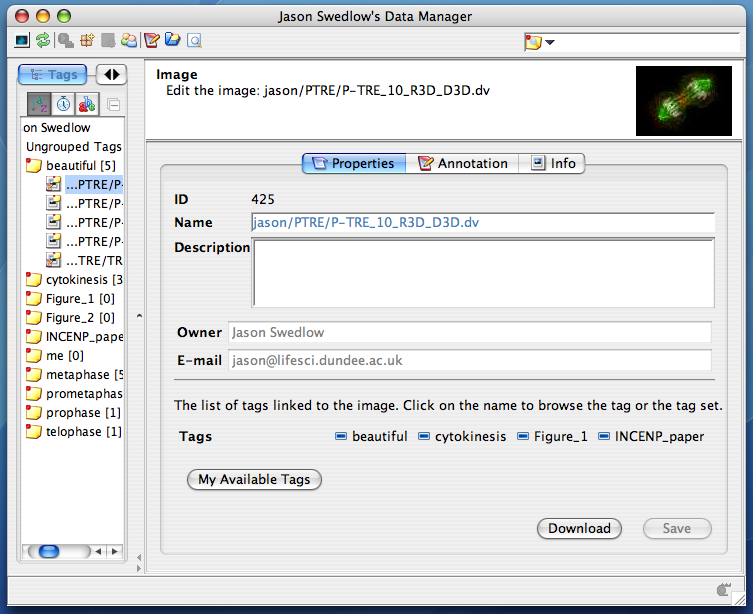 Jason Swedlow's Data Manager
Tags
Image
Edit the image: jason/PTRE/P-TRE_10_R3D_D3D.dv
on Swedlow
Ungrouped Tags
beautiful [5]
...PTRE/P-
...PTRE/P-
...PTRE/P-
...PTRE/P-
...TRE/TR
cytokinesis [3
Figure_1 [0]
Figure_2 [0]
INCENP_pape
me [0]
metaphase [5
prometaphas
prophase [1]
telophase [1]
Properties Annotation Info
ID 425
Name jason/PTRE/P-TRE_10_R3D_D3D.dv
Description
Owner Jason Swedlow
E-mail jason@lifesci.dundee.ac.uk
The list of tags linked to the image. Click on the name to browse the tag or the tag set.
Tags beautiful cytokinesis Figure_1 INCENP_paper
My Available Tags
Download Save